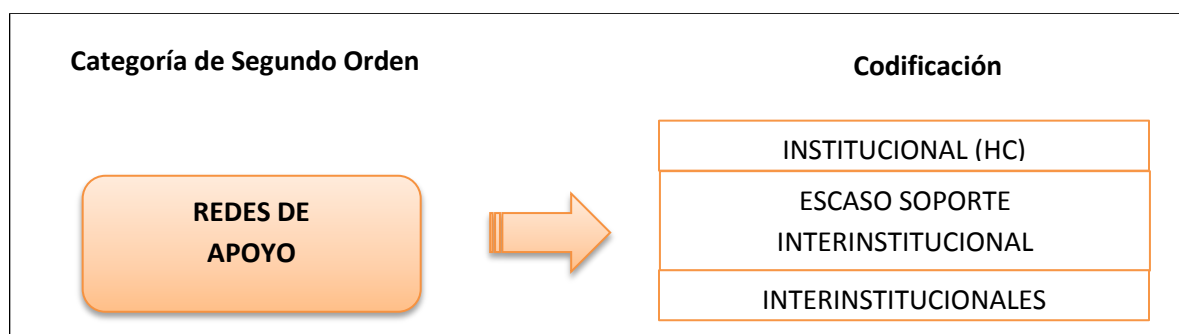 Categoría de Segundo Orden
Codificación
REDES DE
APOYO
INSTITUCIONAL (HC)
ESCASO SOPORTE
INTERINSTITUCIONAL
INTERINSTITUCIONALES